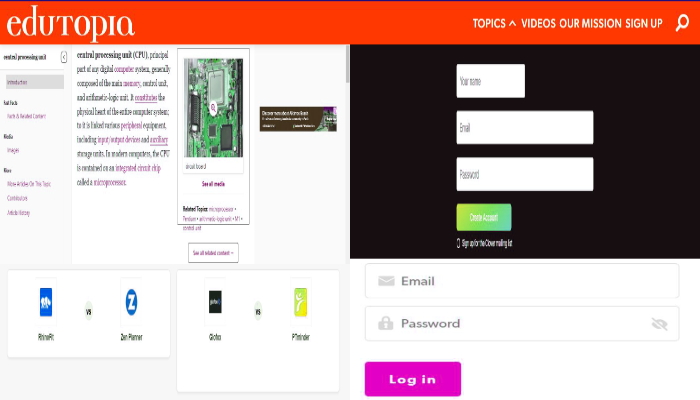 edutopia
TOPICS VIDEOS OUR MISSION SIGN UP
central processing unit
Introduction
Fast Facts
Facts & Related Content
Media
Images
More
More Articles On This Topic
Contributors
Article History
central processing unit (CPU), principal
part of any digital computer system, generally
composed of the main memory, control unit,
and arithmetic-logic unit. It constitutes the
physical heart of the entire computer system;
to it is linked various peripheral equipment,
including input/output devices and auxiliary
storage units. In modern computers, the CPU
is contained on an integrated circuit chip
called a microprocessor.
circuit board
See all media
Related Topics: microprocessor •
Pentium • arithmetic-logic unit • M1 •
control unit
See all related content →
Your name
Email
Password
Create Account
Sign up for the Clover mailing list
RhinoFit
VS
Zen Planner
Glofox
VS
PTminder
Email
Password
Log in